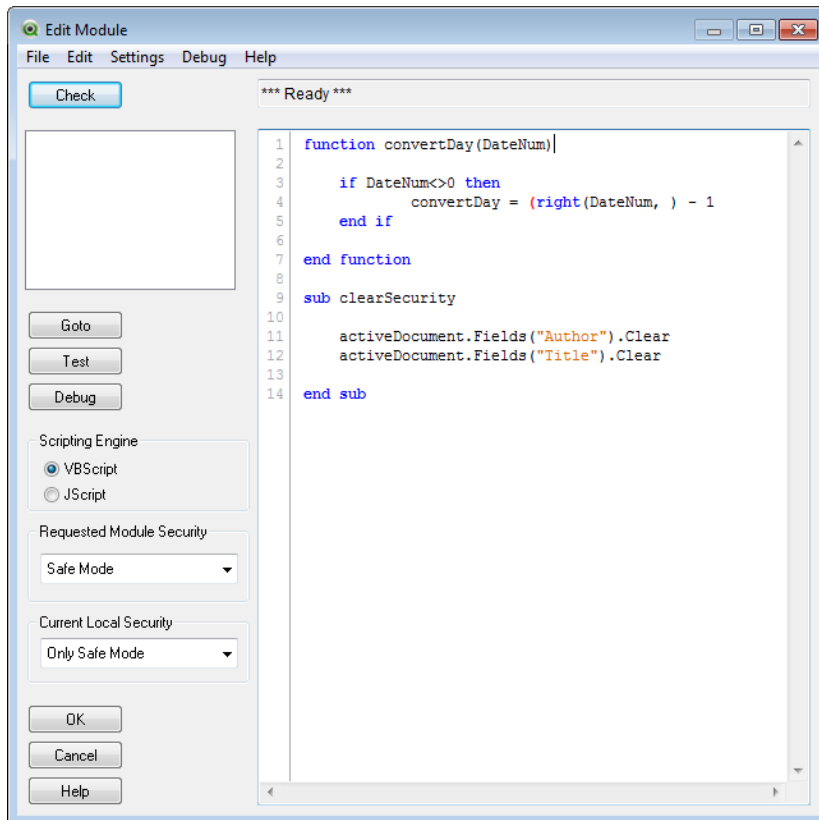 Edit Module
File Edit Settings Debug Help
Check
*** Ready ***
1 function convertDay(DateNum)
2
3 if DateNum<>0 then
4 convertDay = (right(DateNum, ) - 1
5 end if
6
7 end function
8
9 sub clearSecurity
10
11 activeDocument.Fields("Author").Clear
12 activeDocument.Fields("Title").Clear
13
14 end sub
Goto
Test
Debug
Scripting Engine
VBScript
JScript
Requested Module Security
Safe Mode
Current Local Security
Only Safe Mode
OK
Cancel
Help